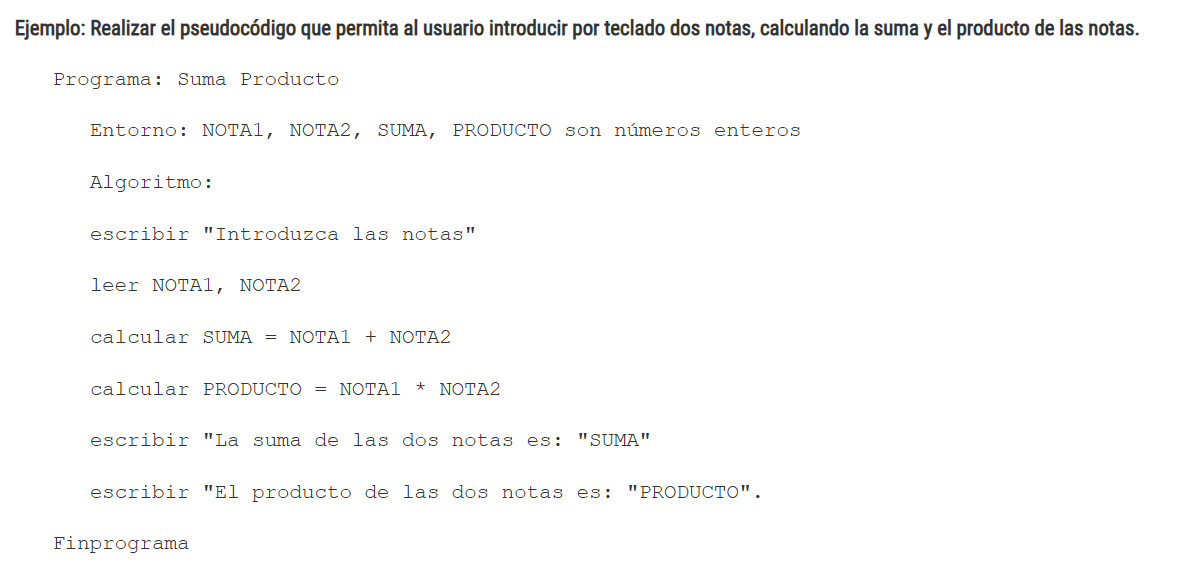 Ejemplo: Realizar el pseudocódigo que permita al usuario introducir por teclado dos notas, calculando la suma y el producto de las notas.
Programa: Suma Producto
Entorno: NOTA1, NOTA2, SUMA, PRODUCTO son números enteros
Algoritmo:
escribir "Introduzca las notas"
leer NOTA1, NOTA2
calcular SUMA = NOTA1 + NOTA2
calcular PRODUCTO = NOTA1 * NOTA2
escribir "La suma de las dos notas es: "SUMA"
escribir "El producto de las dos notas es: "PRODUCTO".
Finprograma